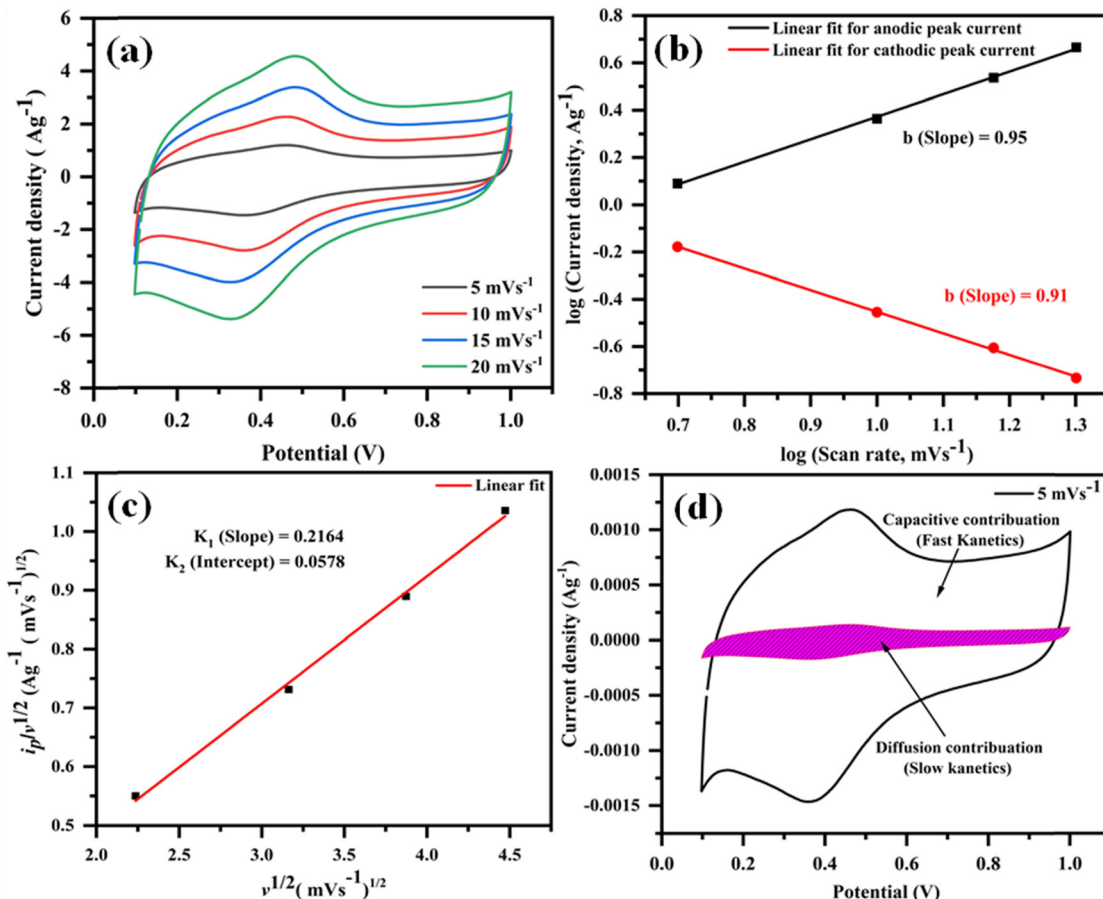 (a)
Current density ( Ag⁻¹)
6
4
2
0
-2
-4
-6
-8
0.0 0.2 0.4 0.6 0.8 1.0
Potential (V)
5 mVs⁻¹
10 mVs⁻¹
15 mVs⁻¹
20 mVs⁻¹
(b)
Linear fit for anodic peak current
Linear fit for cathodic peak current
b (Slope) = 0.95
b (Slope) = 0.91
log (Current density, Ag⁻¹)
0.8
0.6
0.4
0.2
0.0
-0.2
-0.4
-0.6
-0.8
0.7 0.8 0.9 1.0 1.1 1.2 1.3
log (Scan rate, mVs⁻¹)
(c)
Linear fit
K₁ (Slope) = 0.2164
K₂ (Intercept) = 0.0578
iₚ/ν^1/2 (Ag⁻¹ ( mVs⁻¹)^1/2)
1.1
1.0
0.9
0.8
0.7
0.6
0.5
2.0 2.5 3.0 3.5 4.0 4.5
ν^1/2( mVs⁻¹)^1/2
(d)
5 mVs⁻¹
Capacitive contribuation
(Fast Kanetics)
Diffusion contribuation
(Slow kanetics)
Current density (Ag⁻¹)
0.0015
0.0010
0.0005
0.0000
-0.0005
-0.0010
-0.0015
0.0 0.2 0.4 0.6 0.8 1.0
Potential (V)